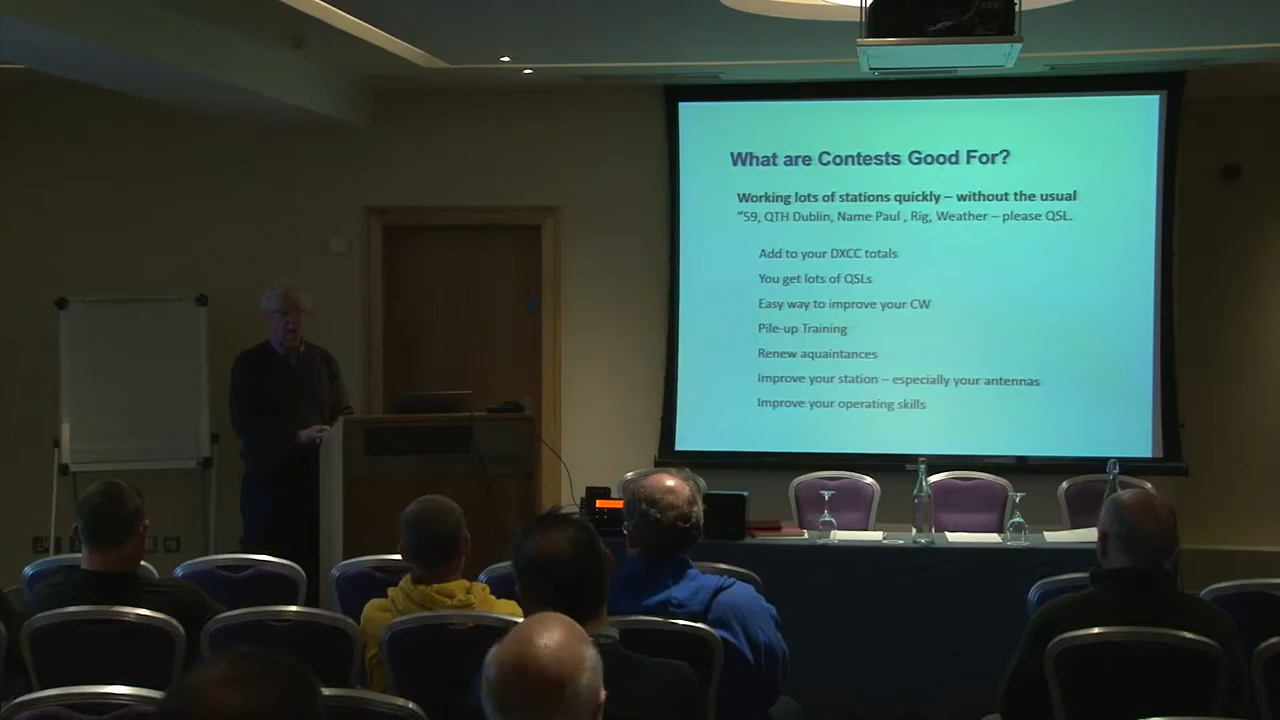 What are Contests Good For?
Working lots of stations quickly – without the usual
“59, QTH Dublin, Name Paul , Rig, Weather – please QSL.
Add to your DXCC totals
You get lots of QSLs
Easy way to improve your CW
Pile-up Training
Renew aquaintances
Improve your station – especially your antennas
Improve your operating skills